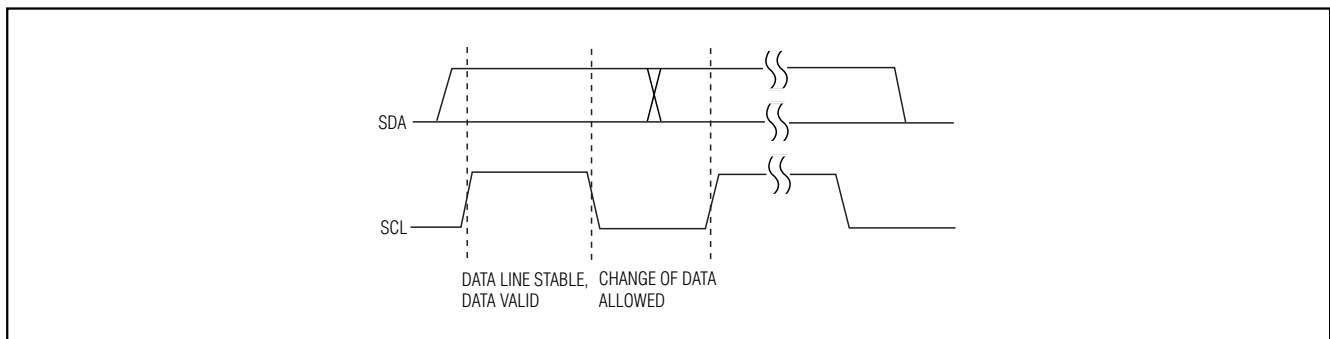 SDA
SCL
DATA LINE STABLE,
DATA VALID
CHANGE OF DATA
ALLOWED